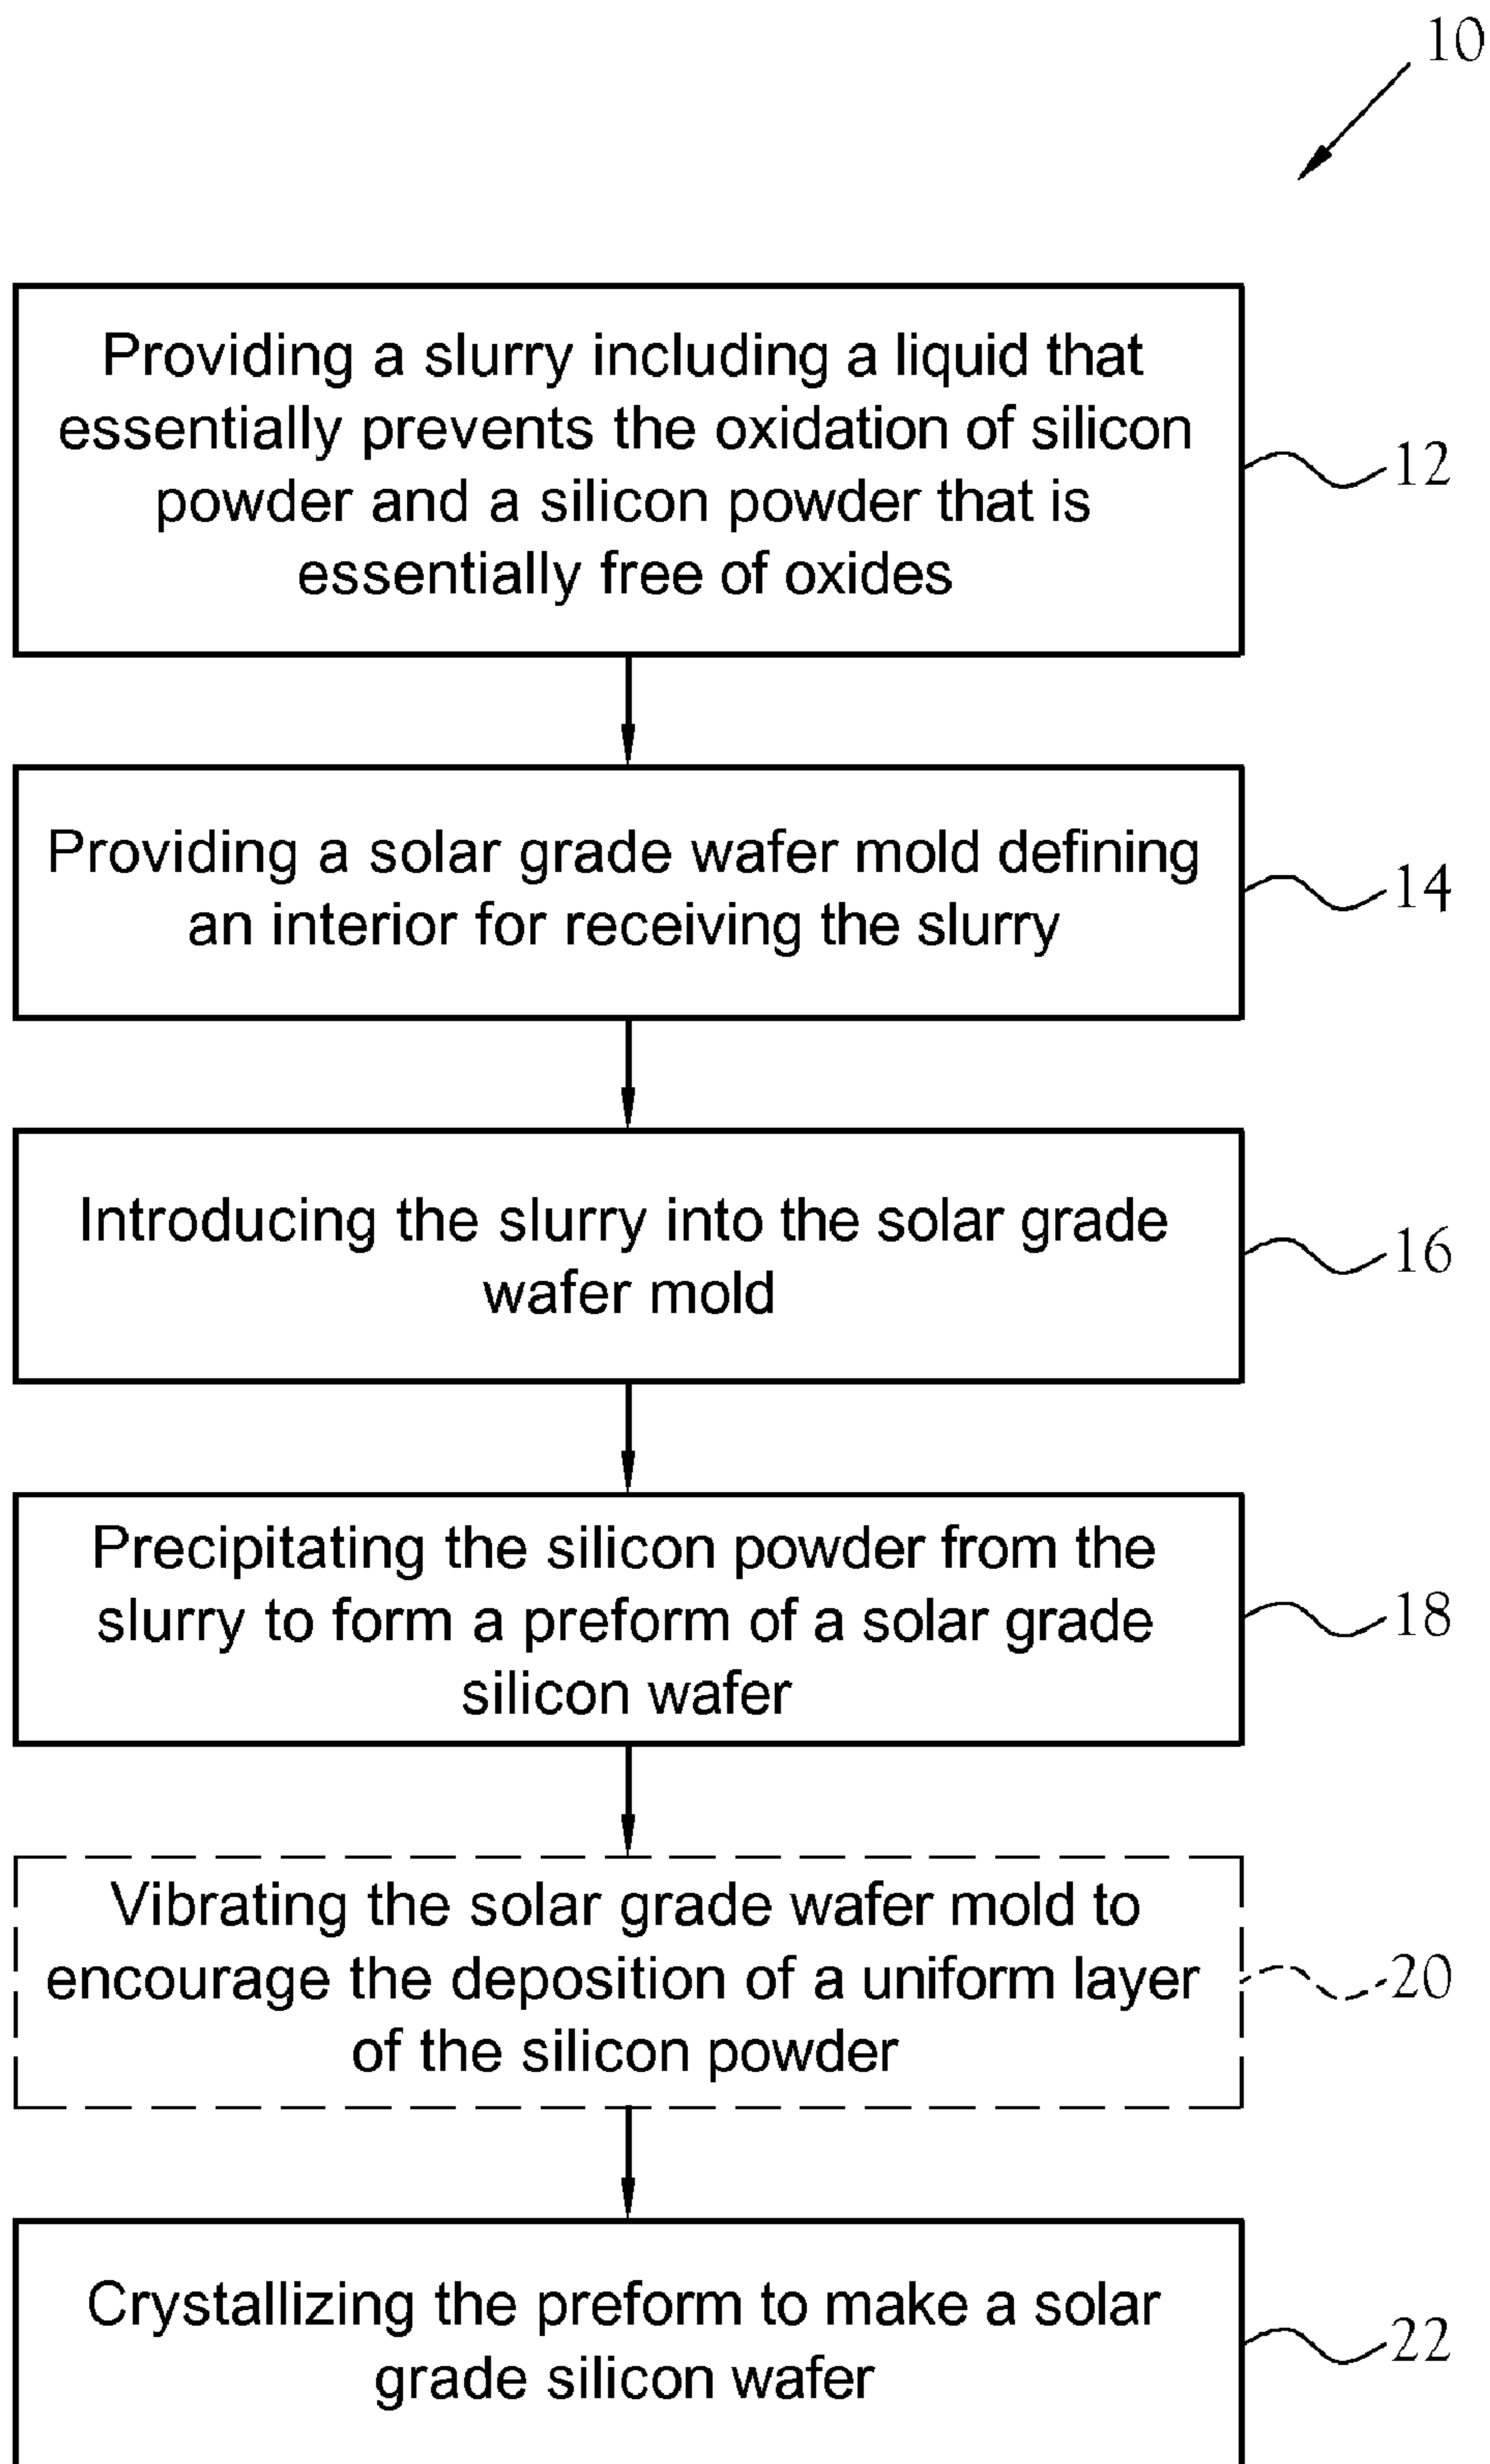 10
Providing a slurry including a liquid that
essentially prevents the oxidation of silicon
powder and a silicon powder that is
essentially free of oxides
12
Providing a solar grade wafer mold defining
an interior for receiving the slurry
14
Introducing the slurry into the solar grade
wafer mold
16
Precipitating the silicon powder from the
slurry to form a preform of a solar grade
silicon wafer
18
Vibrating the solar grade wafer mold to
encourage the deposition of a uniform layer
of the silicon powder
20
Crystallizing the preform to make a solar
grade silicon wafer
22